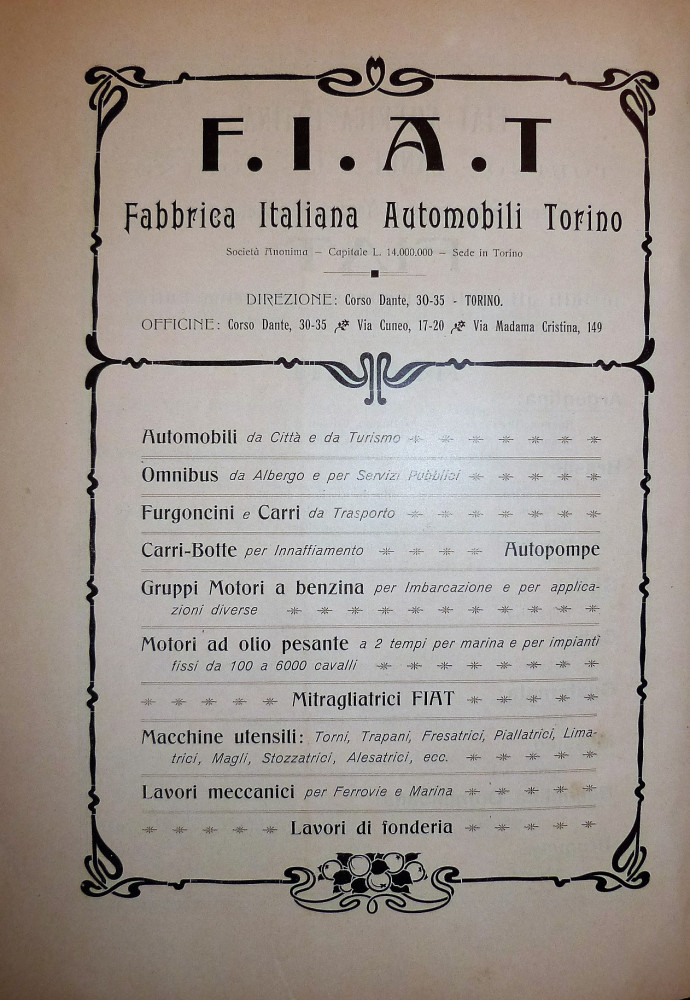 F.I.A.T
Fabbrica Italiana Automobili Torino
Società Anonima — Capitale L. 14.000.000 — Sede in Torino
DIREZIONE: Corso Dante, 30-35 - TORINO.
OFFICINE: Corso Dante, 30-35 Via Cuneo, 17-20 Via Madama Cristina, 149
Automobili da Città e da Turismo
Omnibus da Albergo e per Servizi Pubblici
Furgoncini e Carri da Trasporto
Carri-Botte per Innaffiamento Autopompe
Gruppi Motori a benzina per Imbarcazione e per applica-
zioni diverse
Motori ad olio pesante a 2 tempi per marina e per impianti
fissi da 100 a 6000 cavalli
Mitragliatrici FIAT
Macchine utensili: Torni, Trapani, Fresatrici, Piallatrici, Lima-
trici, Magli, Stozzatrici, Alesatrici, ecc.
Lavori meccanici per Ferrovie e Marina
Lavori di fonderia